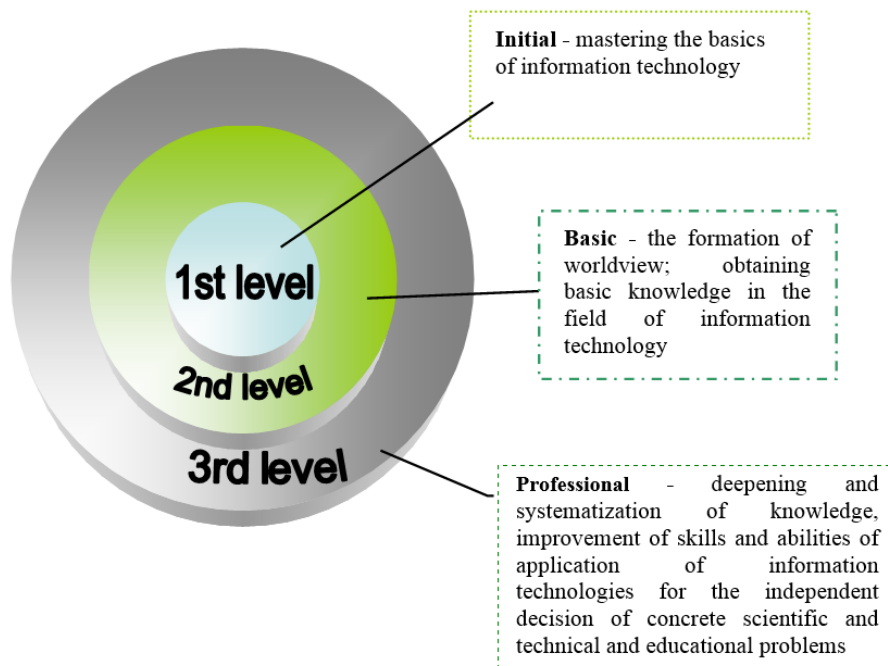 Initial - mastering the basics
of information technology
1st level
Basic - the formation of
worldview; obtaining
basic knowledge in the
field of information
technology
2nd level
3rd level
Professional - deepening and
systematization of knowledge,
improvement of skills and abilities of
application of information
technologies for the independent
decision of concrete scientific and
technical and educational problems